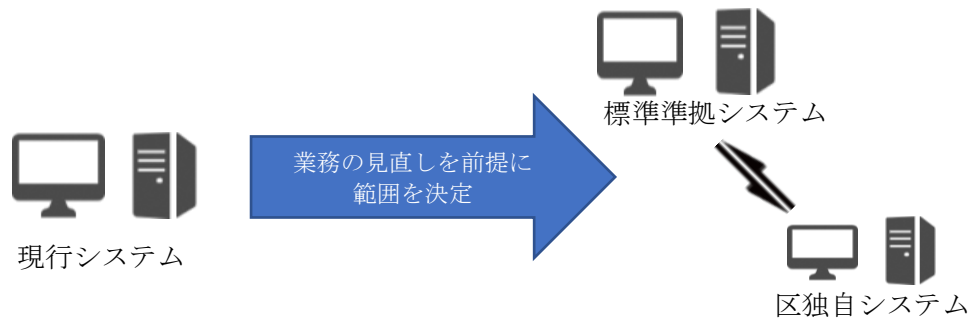 標準準拠システム
業務の見直しを前提に
範囲を決定
現行システム
区独自システム